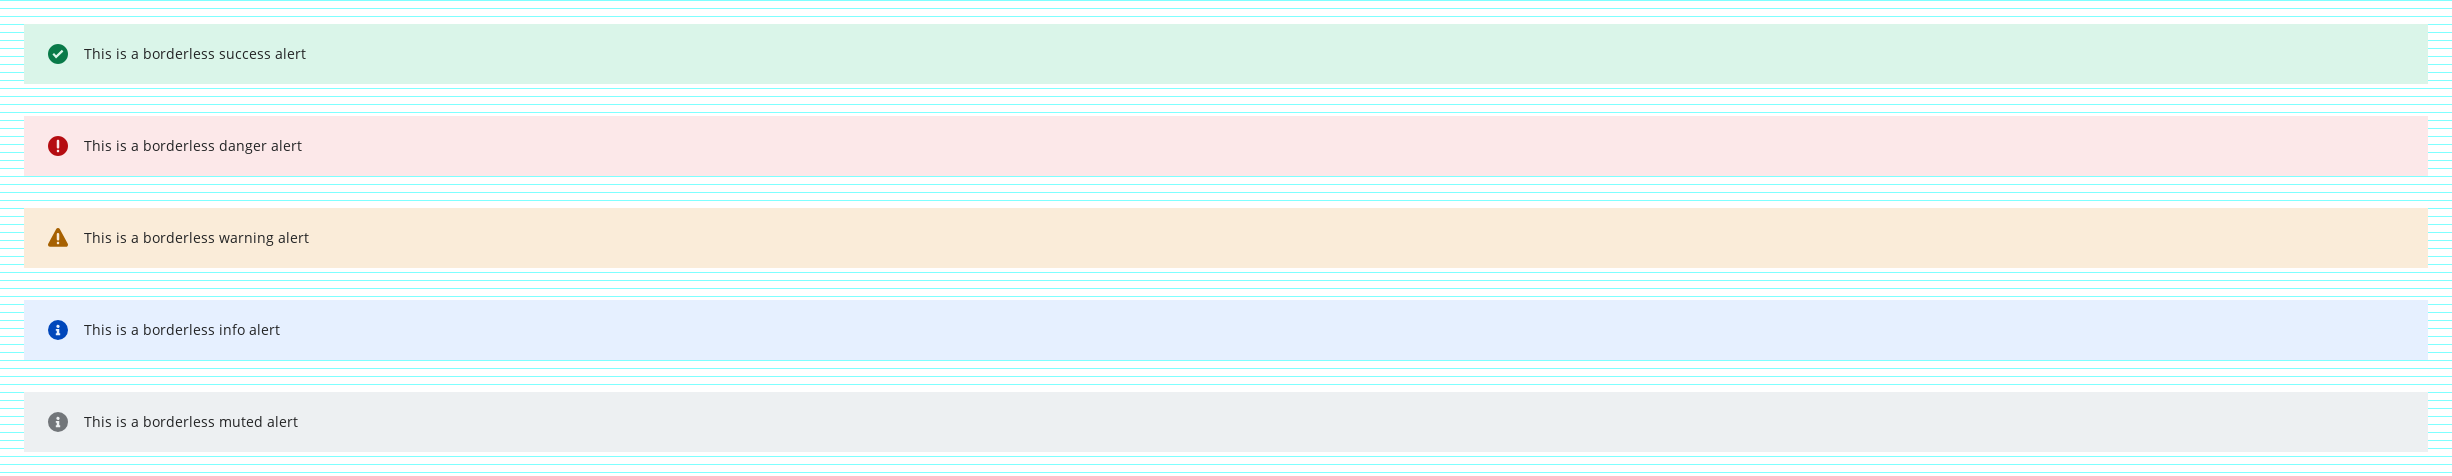 This is a borderless success alert
This is a borderless danger alert
This is a borderless warning alert
This is a borderless info alert
This is a borderless muted alert